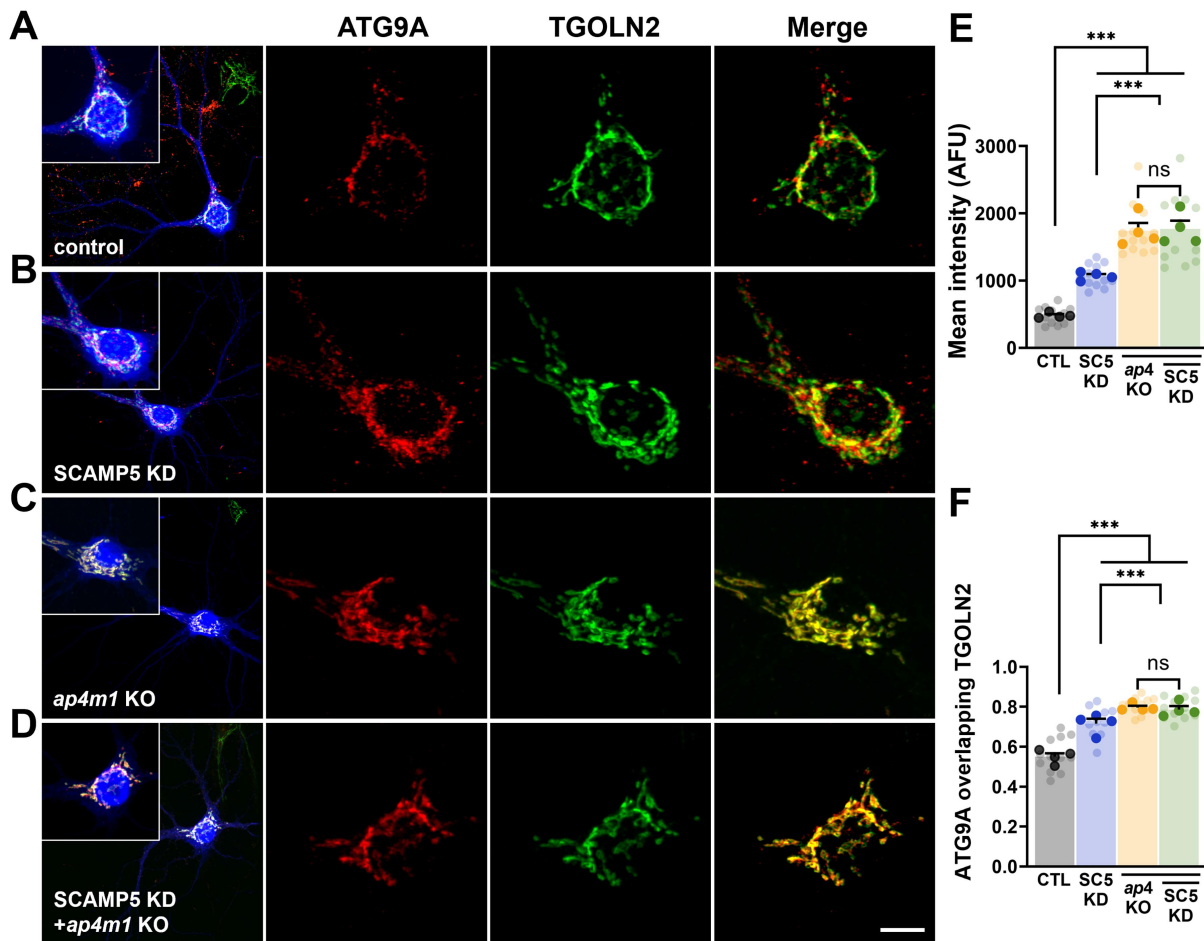 A
ATG9A
TGOLN2
Merge
control
B
SCAMP5 KD
C
ap4m1 KO
D
SCAMP5 KD
+ap4m1 KO
E
***
***
ns
Mean intensity (AFU)
3000
2000
1000
0
CTL
SC5
KD
ap4
KO
SC5
KD
F
***
***
ns
ATG9A overlapping TGOLN2
1.0
0.8
0.6
0.4
0.2
0.0
CTL
SC5
KD
ap4
KO
SC5
KD